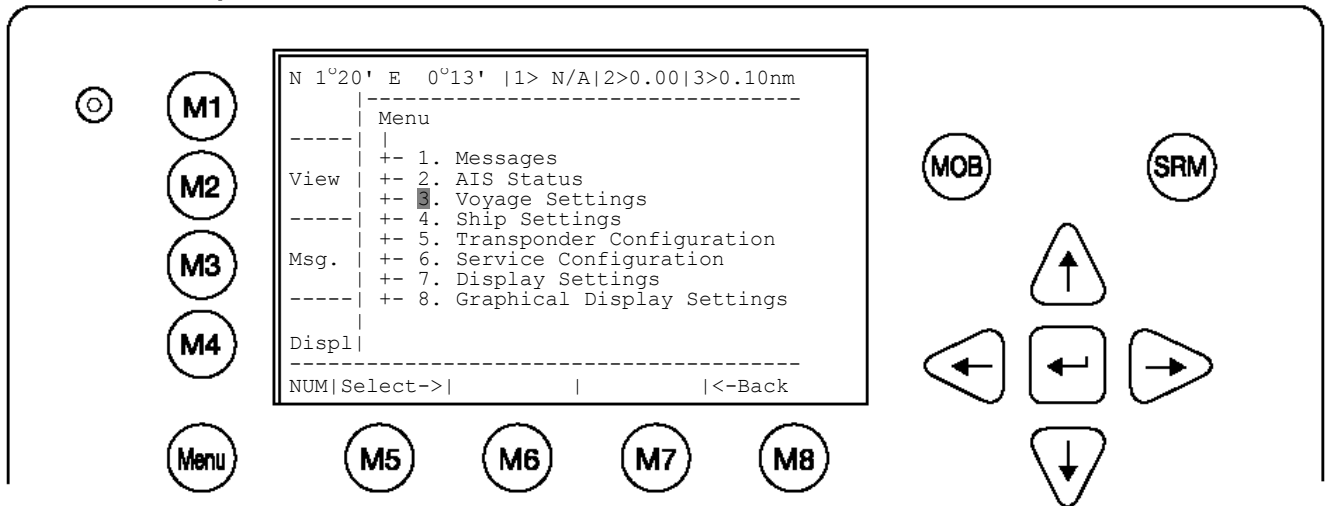 N 1°20' E  0°13' |1> N/A|2>0.00|3>0.10nm
|-----------------------------------
| Menu
-----| |
| +- 1. Messages
View | +- 2. AIS Status
| +- 3. Voyage Settings
-----| +- 4. Ship Settings
| +- 5. Transponder Configuration
Msg. | +- 6. Service Configuration
| +- 7. Display Settings
-----| +- 8. Graphical Display Settings
|
Displ|
-----------------------------------------
NUM|Select->|          |          |<-Back
M1
M2
M3
M4
Menu
M5 M6 M7 M8
MOB SRM